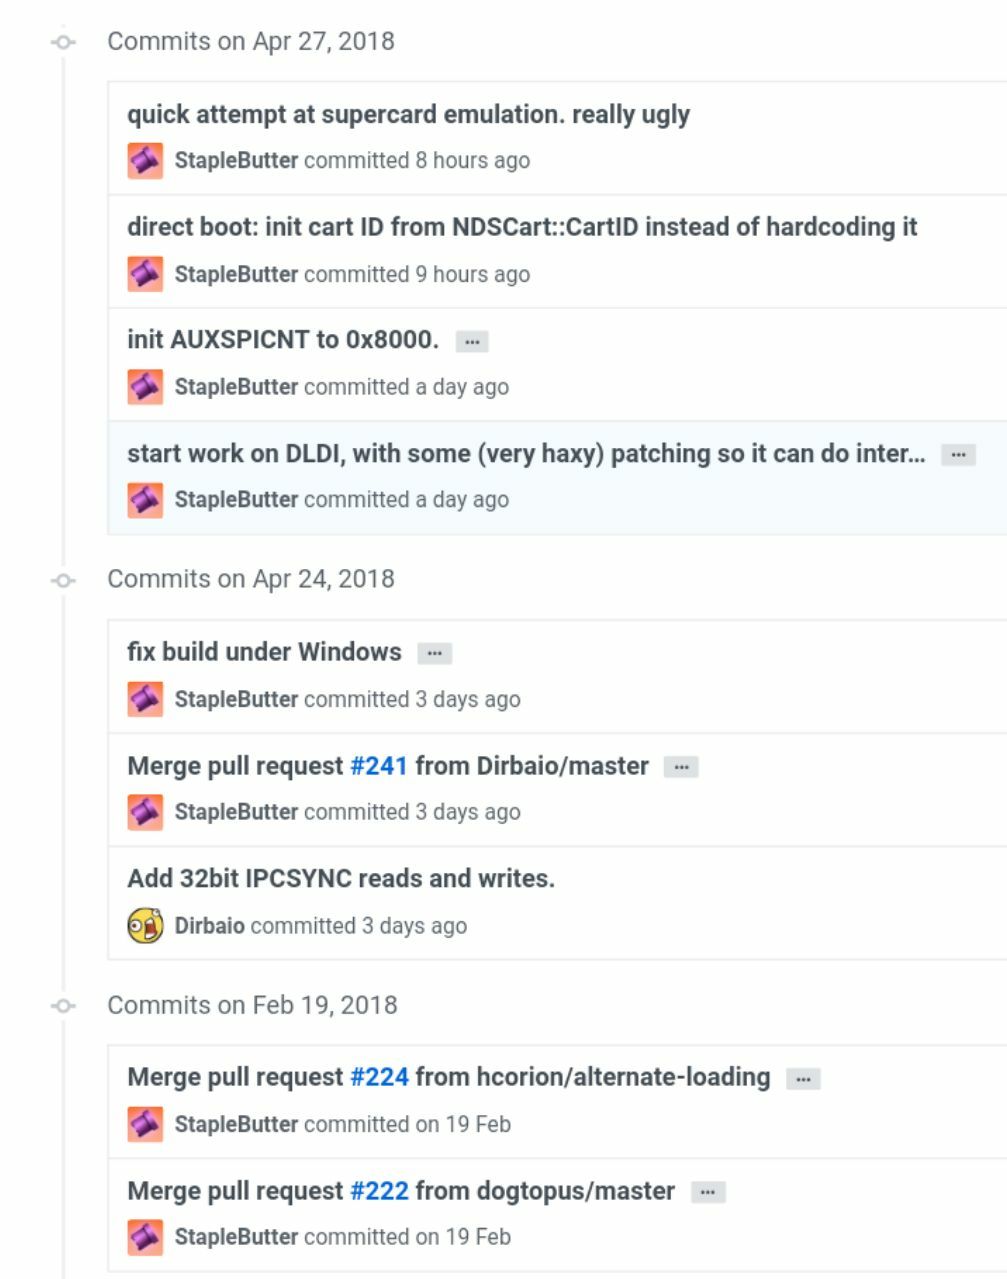 Commits on Apr 27, 2018
quick attempt at supercard emulation. really ugly
StapleButter committed 8 hours ago
direct boot: init cart ID from NDSCart::CartID instead of hardcoding it
StapleButter committed 9 hours ago
init AUXSPICNT to 0x8000. …
StapleButter committed a day ago
start work on DLDI, with some (very haxy) patching so it can do inter… …
StapleButter committed a day ago
Commits on Apr 24, 2018
fix build under Windows …
StapleButter committed 3 days ago
Merge pull request #241 from Dirbaio/master …
StapleButter committed 3 days ago
Add 32bit IPCSYNC reads and writes.
Dirbaio committed 3 days ago
Commits on Feb 19, 2018
Merge pull request #224 from hcorion/alternate-loading …
StapleButter committed on 19 Feb
Merge pull request #222 from dogtopus/master …
StapleButter committed on 19 Feb